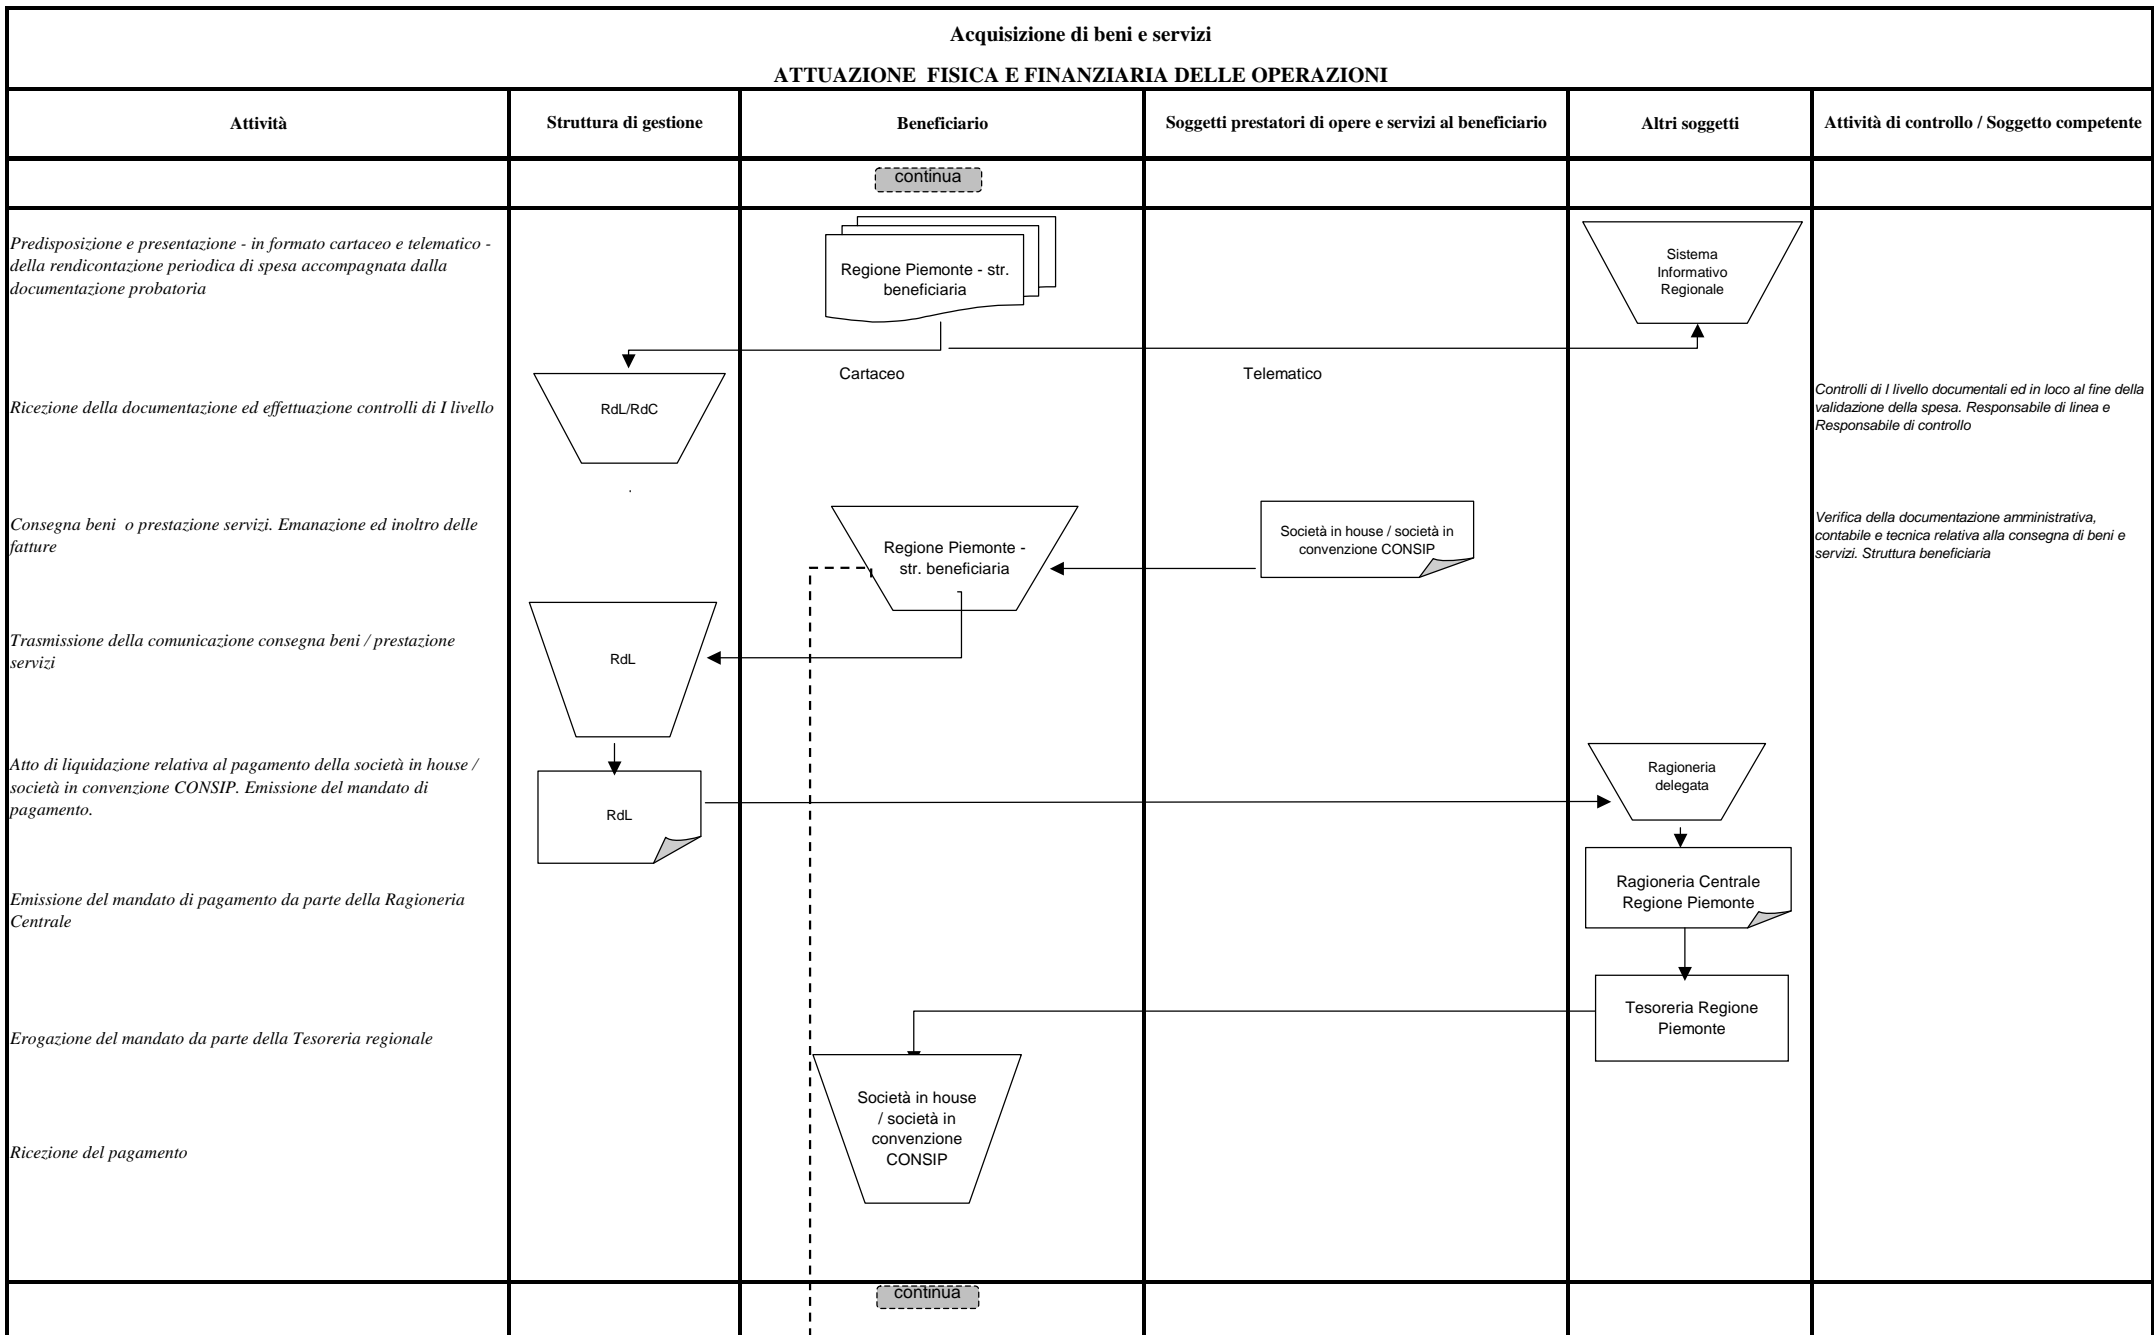 Acquisizione di beni e servizi
ATTUAZIONE FISICA E FINANZIARIA DELLE OPERAZIONI
Attività
Struttura di gestione
Beneficiario
Soggetti prestatori di opere e servizi al beneficiario
Altri soggetti
Attività di controllo / Soggetto competente
continua
Predisposizione e presentazione - in formato cartaceo e telematico -
della rendicontazione periodica di spesa accompagnata dalla
documentazione probatoria
Regione Piemonte - str.
beneficiaria
Sistema
Informativo
Regionale
Cartaceo
Telematico
Ricezione della documentazione ed effettuazione controlli di I livello
RdL/RdC
Controlli di I livello documentali ed in loco al fine della
validazione della spesa. Responsabile di linea e
Responsabile di controllo
.
Consegna beni o prestazione servizi. Emanazione ed inoltro delle
fatture
Regione Piemonte -
str. beneficiaria
Società in house / società in
convenzione CONSIP
Verifica della documentazione amministrativa,
contabile e tecnica relativa alla consegna di beni e
servizi. Struttura beneficiaria
Trasmissione della comunicazione consegna beni / prestazione
servizi
RdL
Atto di liquidazione relativa al pagamento della società in house /
società in convenzione CONSIP. Emissione del mandato di
pagamento.
RdL
Ragioneria
delegata
Emissione del mandato di pagamento da parte della Ragioneria
Centrale
Ragioneria Centrale
Regione Piemonte
Erogazione del mandato da parte della Tesoreria regionale
Tesoreria Regione
Piemonte
Ricezione del pagamento
Società in house
/ società in
convenzione
CONSIP
continua